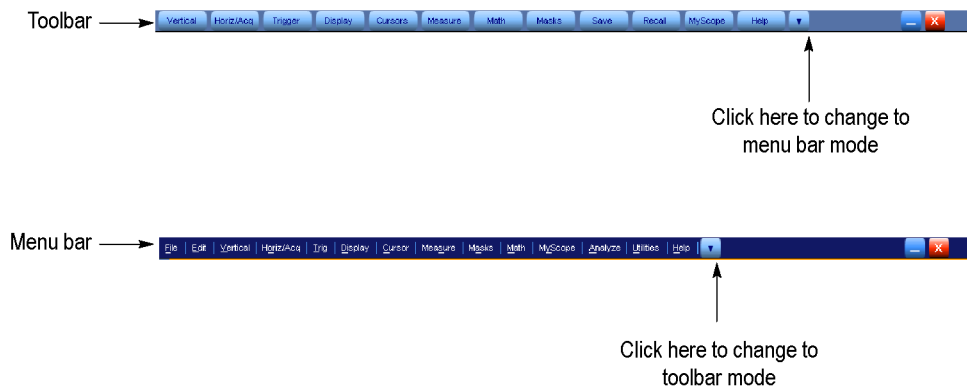 Toolbar
Vertical Horiz/Acq Trigger Display Cursors Measure Math Masks Save Recall MyScope Help
X
Click here to change to
menu bar mode
Menu bar
File Edit Vertical Horiz/Acq Trig Display Cursor Measure Masks Math MyScope Analyze Utilities Help
X
Click here to change to
toolbar mode